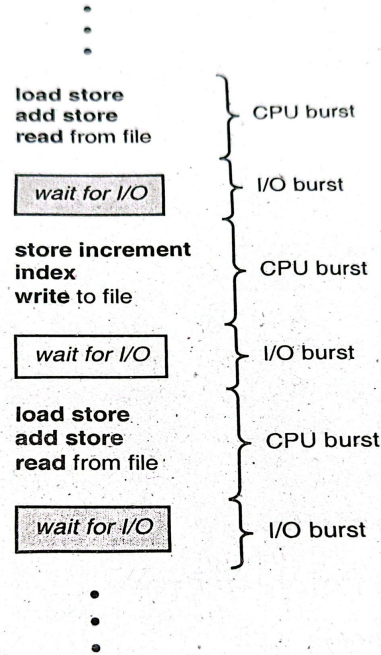 load store
add store
read from file
CPU burst
wait for I/O
I/O burst
store increment
index
write to file
CPU burst
wait for I/O
I/O burst
load store
add store
read from file
CPU burst
wait for I/O
I/O burst